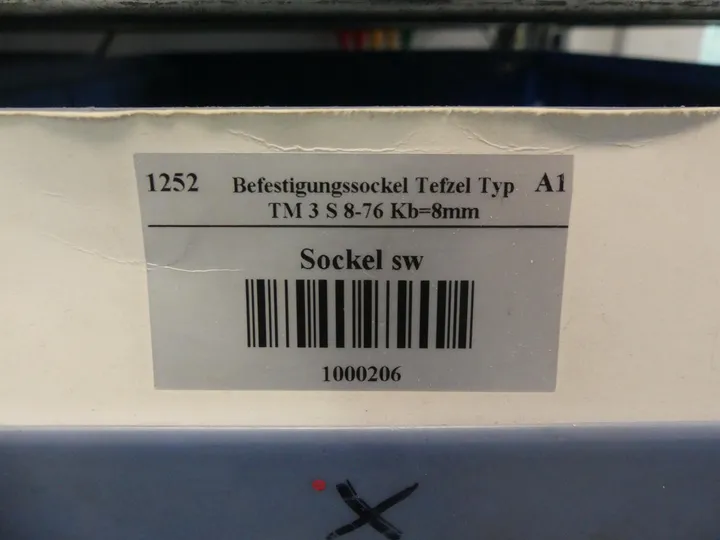 1252 Befestigungssockel Tefzel Typ A1
TM 3 S 8-76 Kb=8mm
Sockel sw
1000206
X